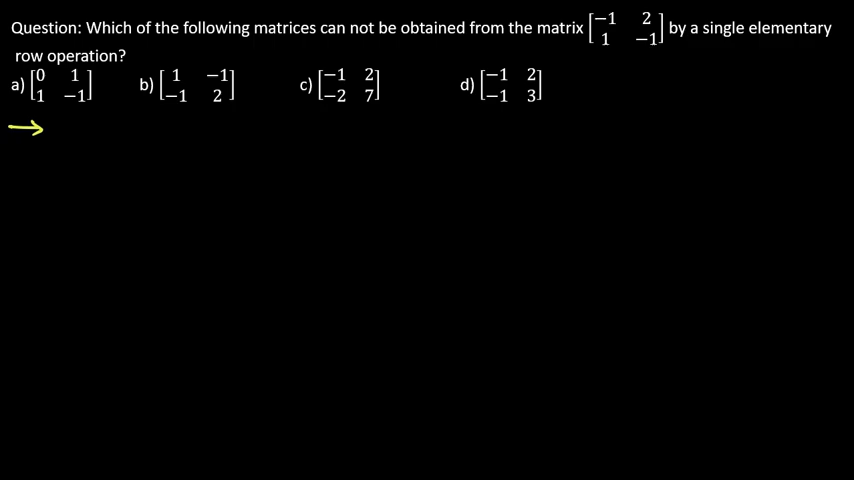 Question: Which of the following matrices can not be obtained from the matrix [−1 2; 1 −1] by a single elementary
row operation?
a) [0 1; 1 −1] b) [1 −1; −1 2] c) [−1 2; −2 7] d) [−1 2; −1 3]